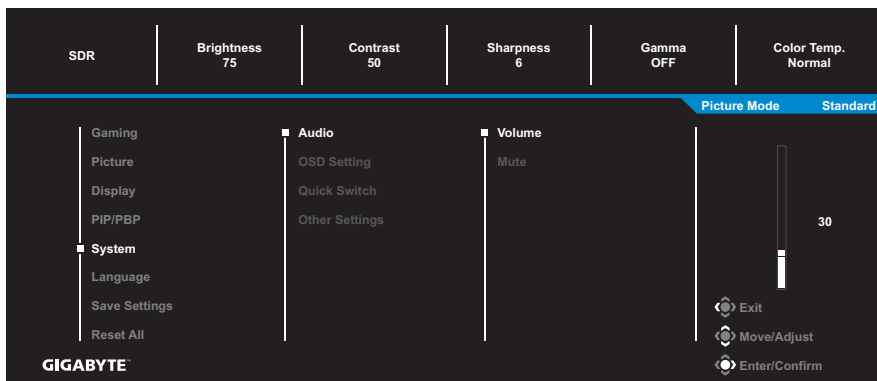 SDR
Brightness
75
Contrast
50
Sharpness
6
Gamma
OFF
Color Temp.
Normal
Picture Mode Standard
Gaming
Picture
Display
PIP/PBP
System
Language
Save Settings
Reset All
Audio
OSD Setting
Quick Switch
Other Settings
Volume
Mute
30
Exit
Move/Adjust
Enter/Confirm
GIGABYTE™